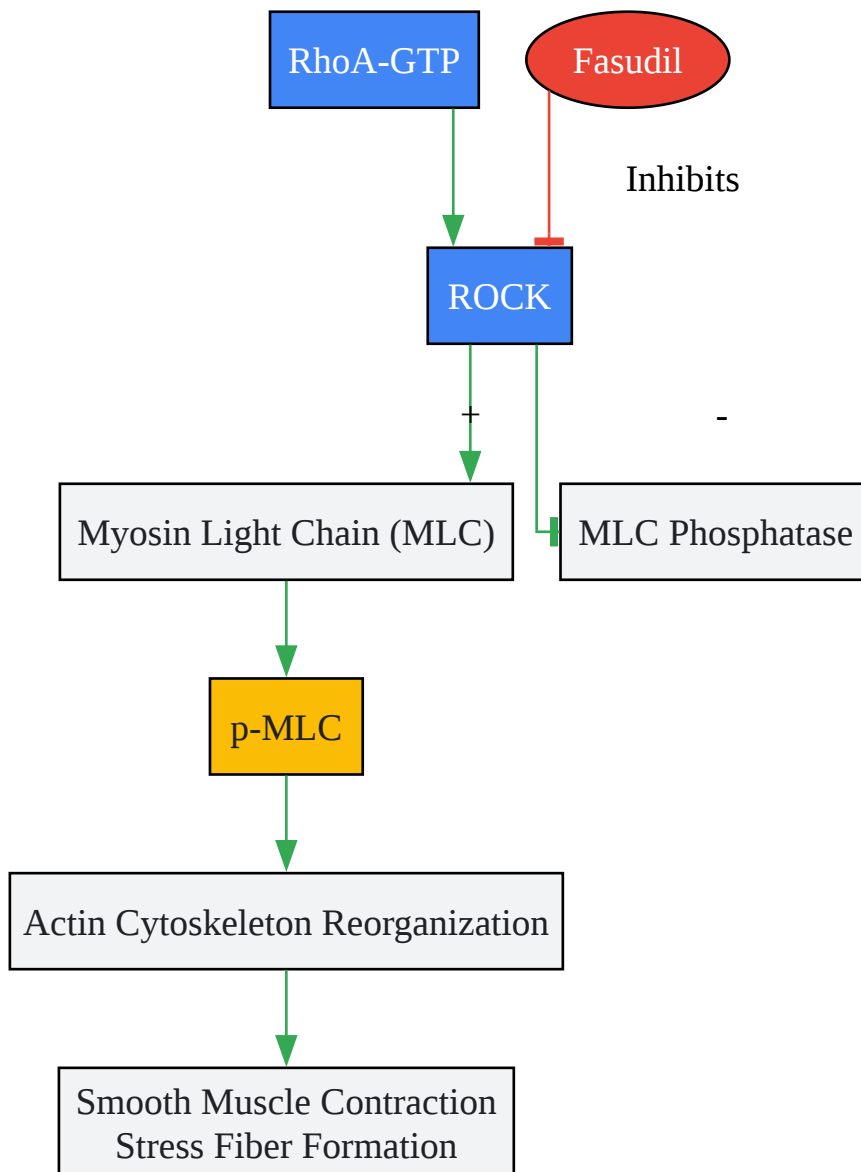 RhoA-GTP
Fasudil
Inhibits
ROCK
+
-
Myosin Light Chain (MLC)
MLC Phosphatase
p-MLC
Actin Cytoskeleton Reorganization
Smooth Muscle Contraction
Stress Fiber Formation